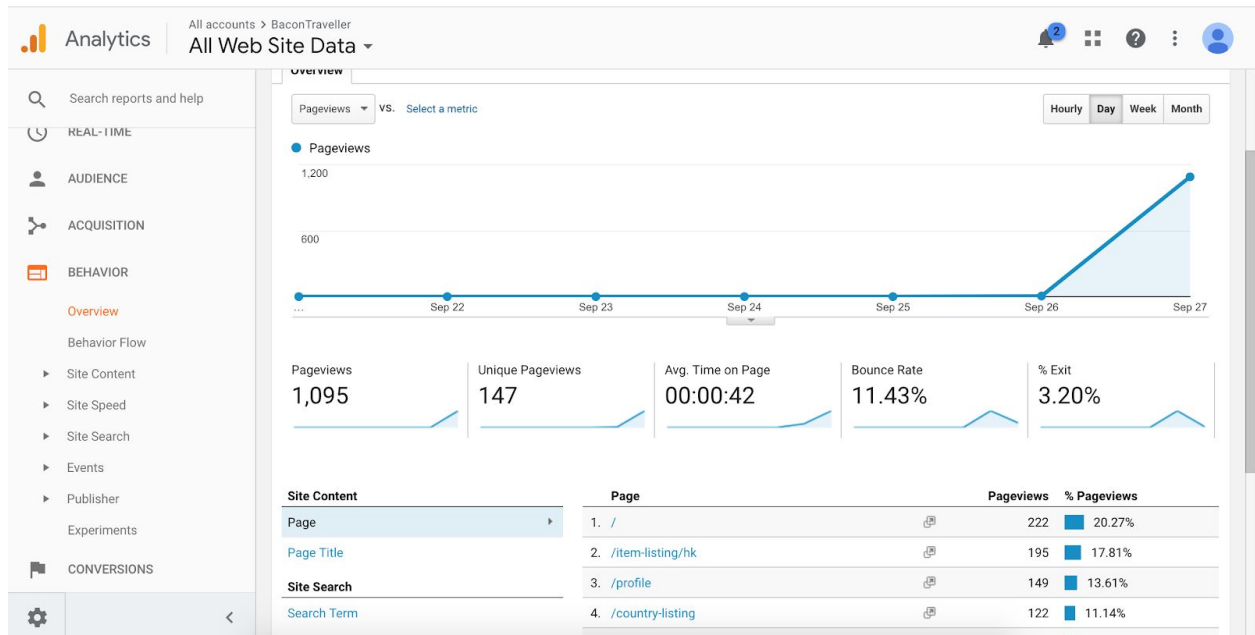 Analytics
All accounts > BaconTraveller
All Web Site Data
2
Search reports and help
REAL-TIME
AUDIENCE
ACQUISITION
BEHAVIOR
Overview
Behavior Flow
Site Content
Site Speed
Site Search
Events
Publisher
Experiments
CONVERSIONS
Overview
Pageviews VS. Select a metric
Hourly Day Week Month
Pageviews
1,200
600
... Sep 22 Sep 23 Sep 24 Sep 25 Sep 26 Sep 27
Pageviews Unique Pageviews Avg. Time on Page Bounce Rate % Exit
1,095 147 00:00:42 11.43% 3.20%
Site Content
Page
Page Title
Site Search
Search Term
Page Pageviews % Pageviews
1. / 222 20.27%
2. /item-listing/hk 195 17.81%
3. /profile 149 13.61%
4. /country-listing 122 11.14%